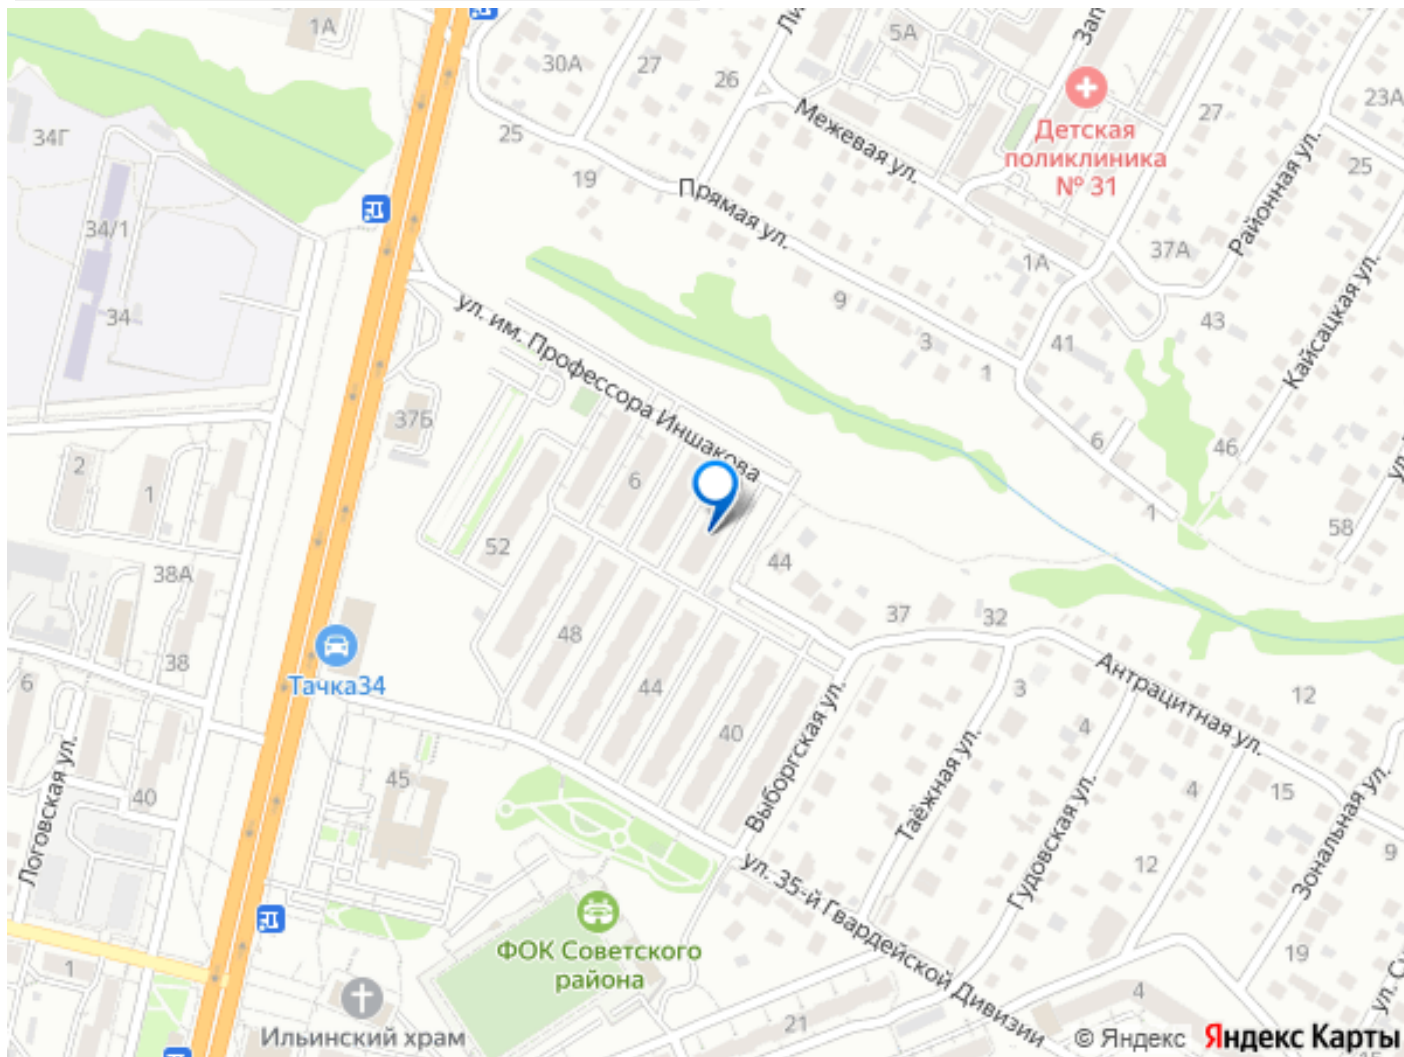 1А
5А
30А
27
26
23А
34Г
25
Межевая ул.
Детская
поликлиника
№ 31
27
25
19
Прямая ул.
Районная ул.
34/1
1А
37А
34
ул. им. Профессора Иншакова
9
3
41
43
Кайсацкая ул.
1
37Б
6
46
2
1
6
52
1
58
38А
44
37
32
48
38
Тачка34
6
44
3
Антрацитная ул.
12
4
40
Выборгская ул.
Таёжная ул.
45
40
Логовская ул.
4
15
Гудовская ул.
Зональная ул.
9
12
ул. 35-й Гвардейской Дивизии
ФОК Советского
района
19
1
4
21
Ильинский храм
© Яндекс Яндекс Карты